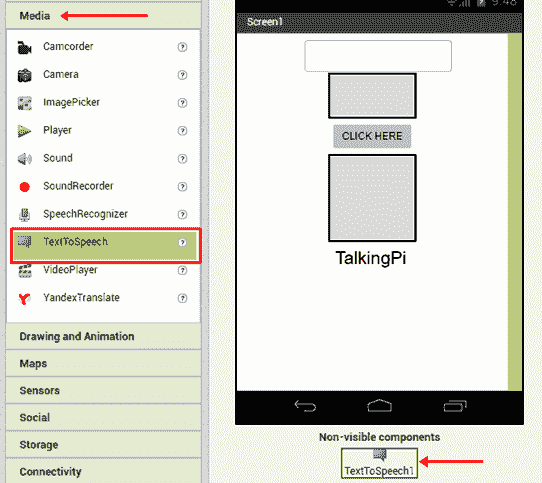 Media
Camcorder
Camera
ImagePicker
Player
Sound
SoundRecorder
SpeechRecognizer
TextToSpeech
VideoPlayer
YandexTranslate
Drawing and Animation
Maps
Sensors
Social
Storage
Connectivity
9:48
Screen1
CLICK HERE
TalkingPi
Non-visible components
TextToSpeech1